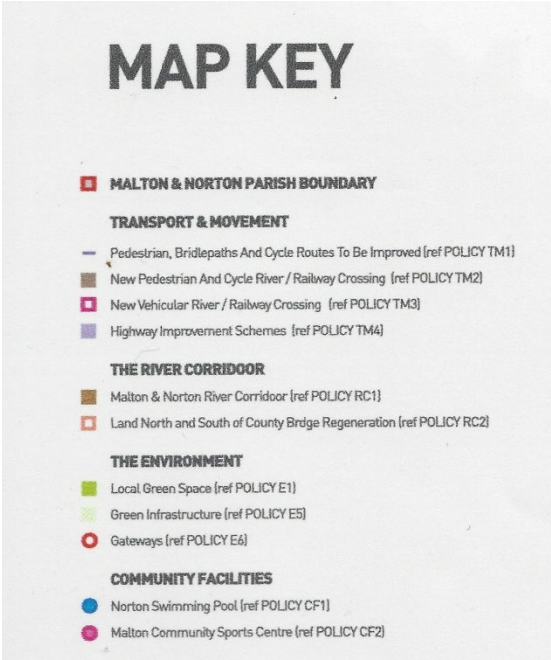 MAP KEY
MALTON & NORTON PARISH BOUNDARY
TRANSPORT & MOVEMENT
Pedestrian, Bridlepaths And Cycle Routes To Be Improved (ref POLICY TM1)
New Pedestrian And Cycle River / Railway Crossing (ref POLICY TM2)
New Vehicular River / Railway Crossing (ref POLICY TM3)
Highway Improvement Schemes (ref POLICY TM4)
THE RIVER CORRIDOOR
Malton & Norton River Corridor (ref POLICY RC1)
Land North and South of County Brdge Regeneration (ref POLICY RC2)
THE ENVIRONMENT
Local Green Space (ref POLICY E1)
Green Infrastructure (ref POLICY E5)
Gateways (ref POLICY E6)
COMMUNITY FACILITIES
Norton Swimming Pool (ref POLICY CF1)
Malton Community Sports Centre (ref POLICY CF2)